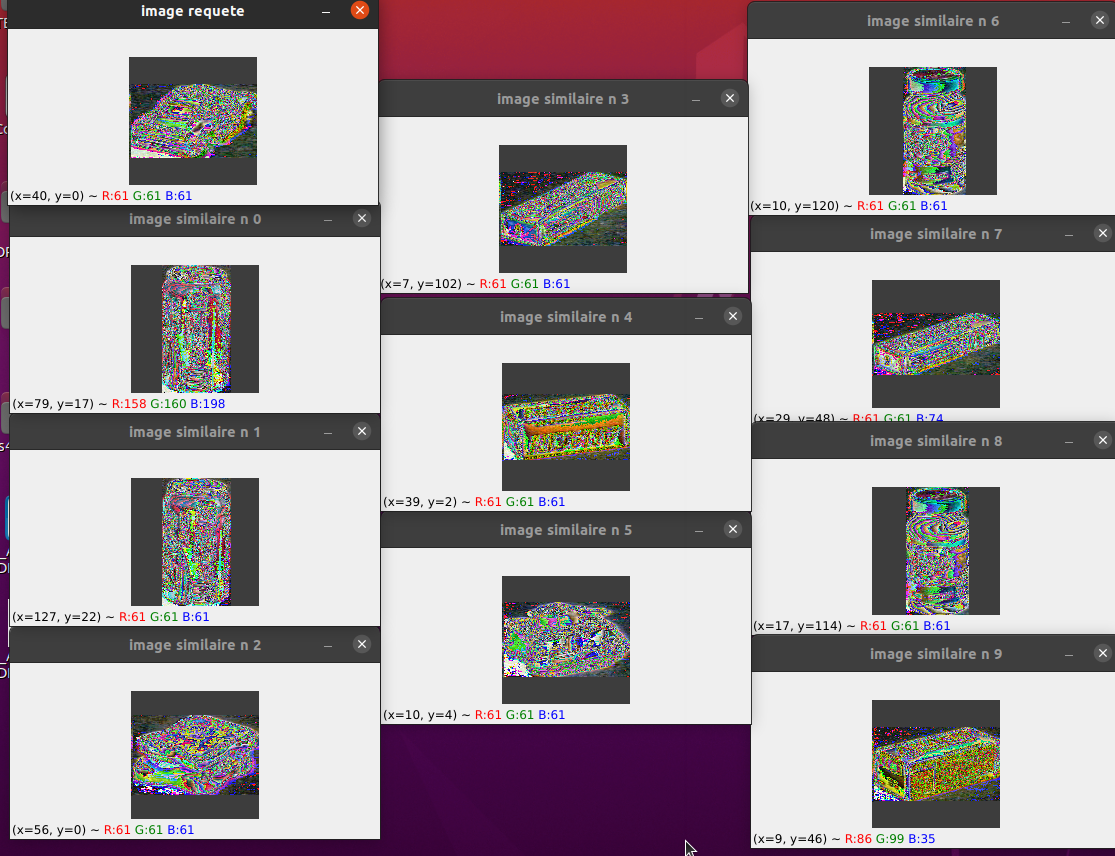 image requete
(x=40, y=0) ~ R:61 G:61 B:61
image similaire n 0
(x=79, y=17) ~ R:158 G:160 B:198
image similaire n 1
(x=127, y=22) ~ R:61 G:61 B:61
image similaire n 2
(x=56, y=0) ~ R:61 G:61 B:61
image similaire n 3
(x=7, y=102) ~ R:61 G:61 B:61
image similaire n 4
(x=39, y=2) ~ R:61 G:61 B:61
image similaire n 5
(x=10, y=4) ~ R:61 G:61 B:61
image similaire n 6
(x=10, y=120) ~ R:61 G:61 B:61
image similaire n 7
(x=29, y=48) ~ R:61 G:61 B:74
image similaire n 8
(x=17, y=114) ~ R:61 G:61 B:61
image similaire n 9
(x=9, y=46) ~ R:86 G:99 B:35